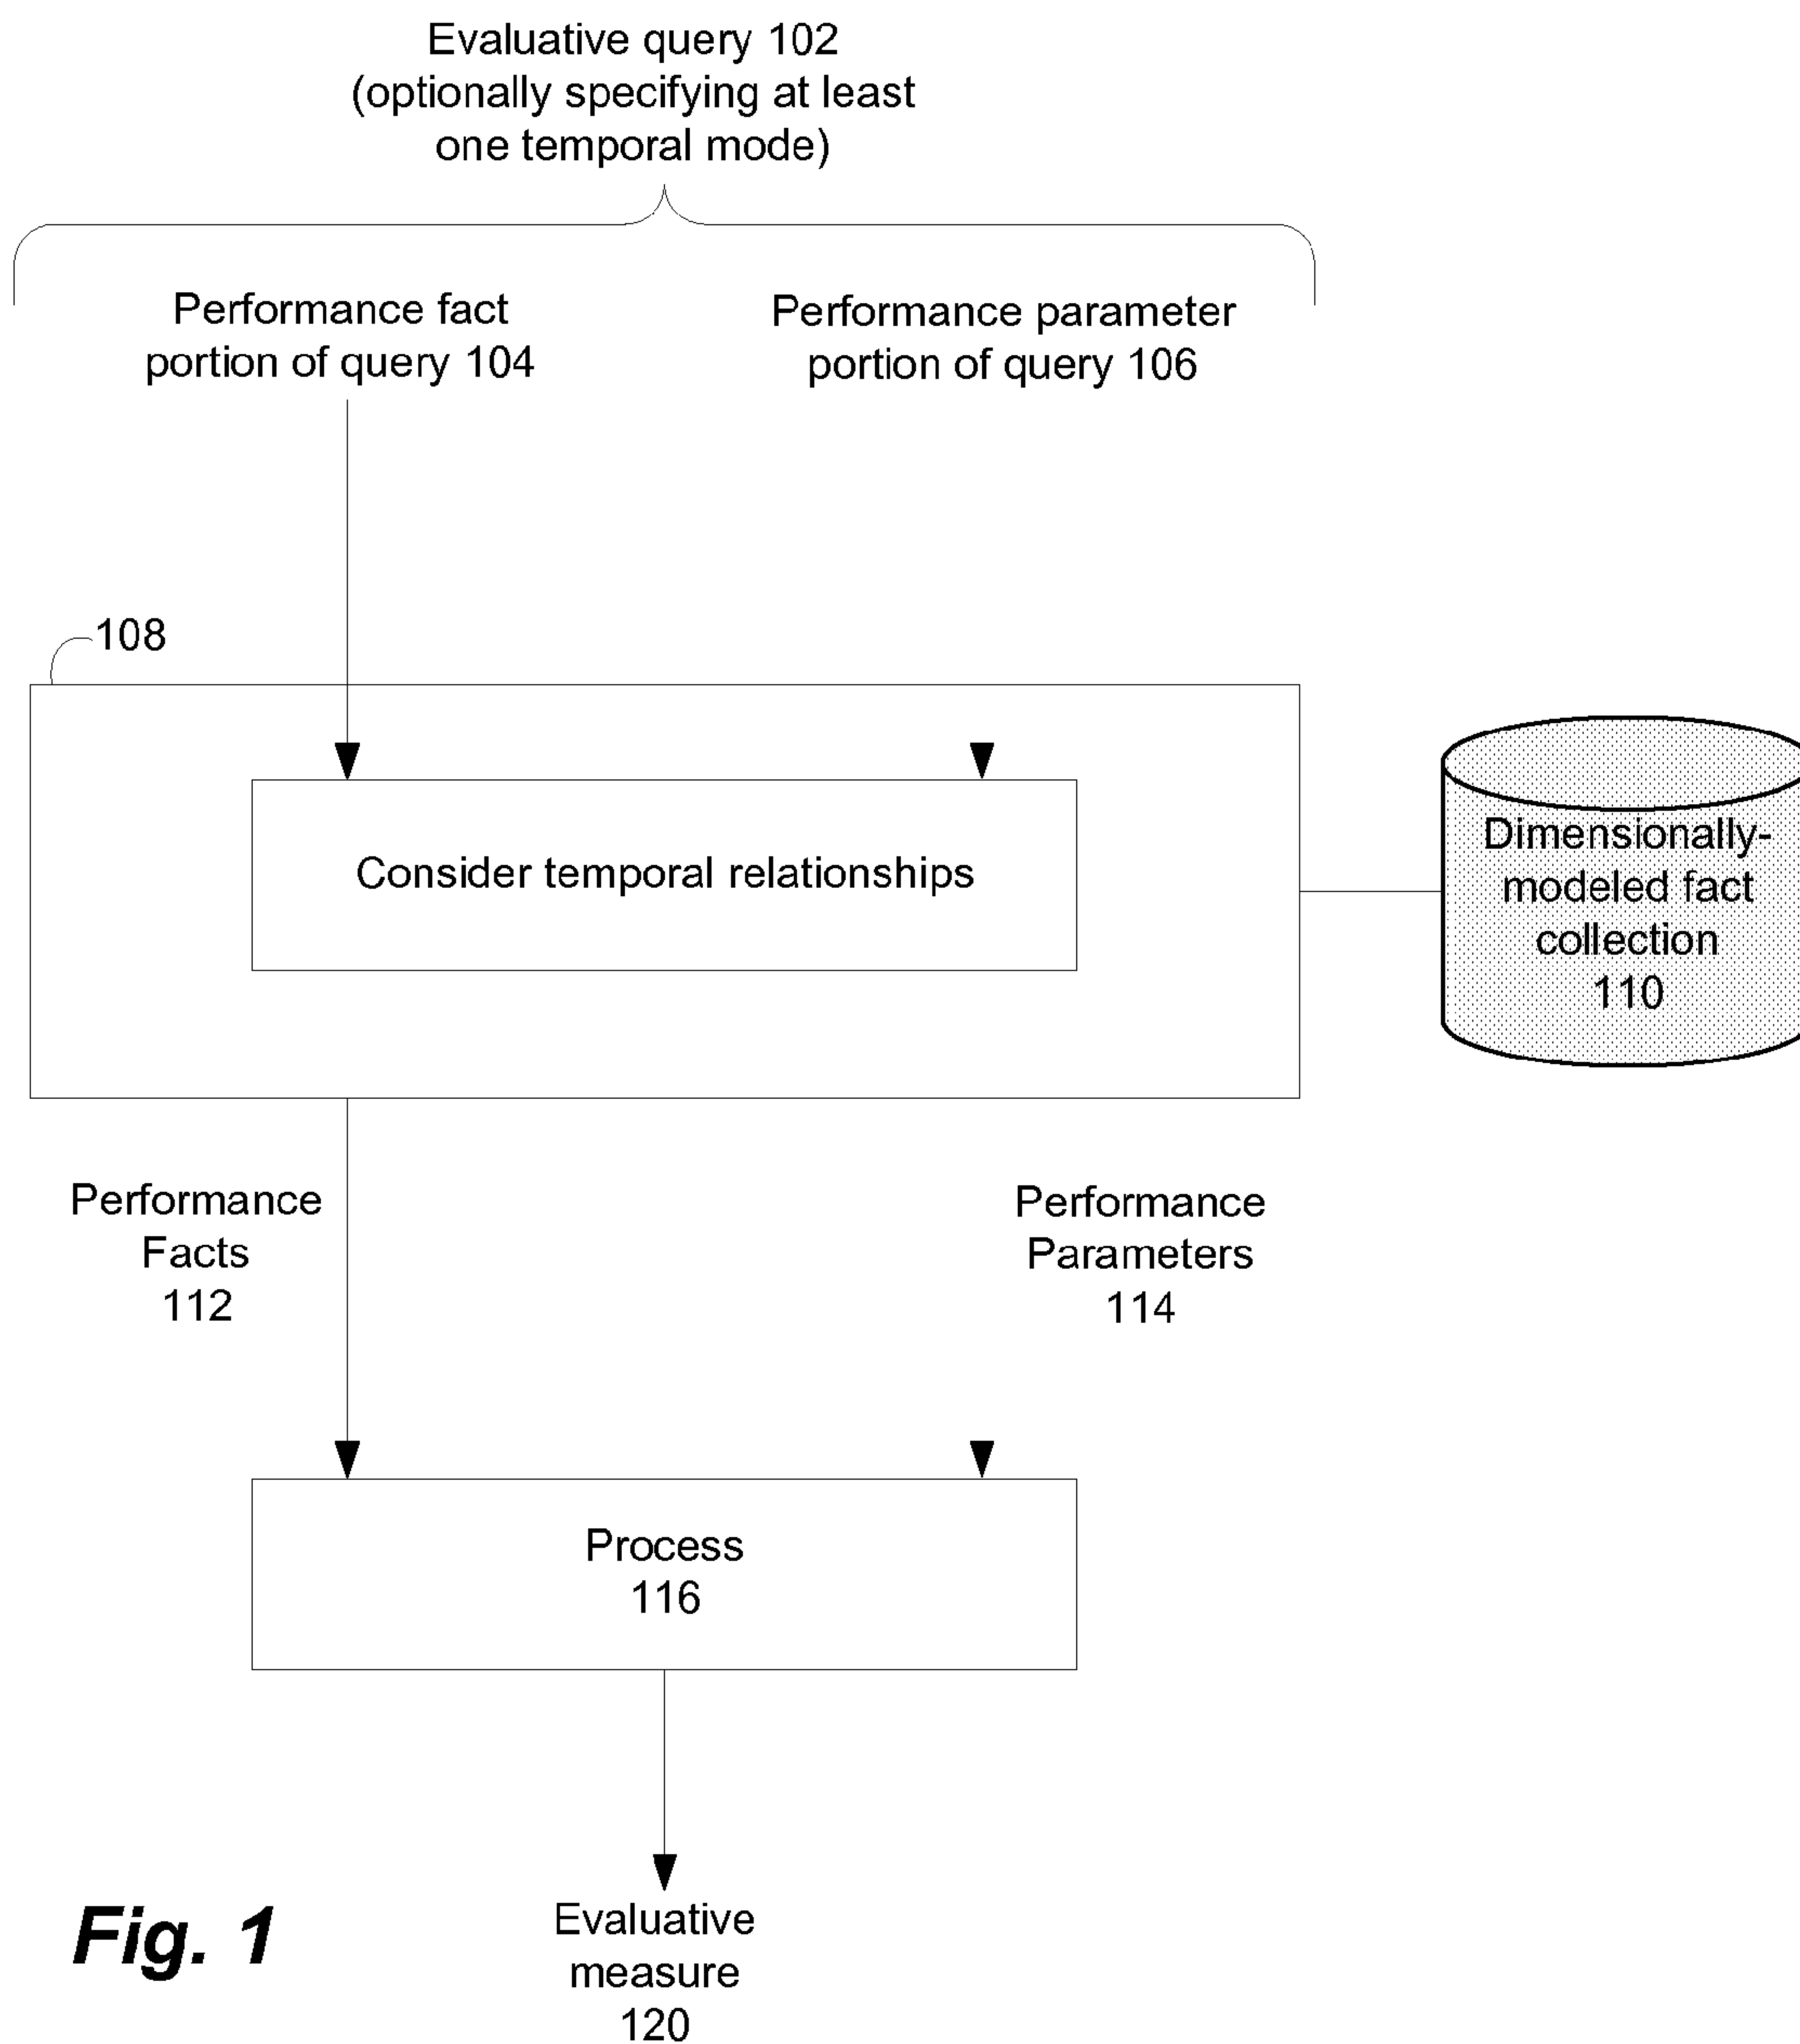 Evaluative query 102
(optionally specifying at least
one temporal mode)
Performance fact
portion of query 104
Performance parameter
portion of query 106
108
Consider temporal relationships
Dimensionally-
modeled fact
collection
110
Performance
Facts
112
Performance
Parameters
114
Process
116
Evaluative
measure
120
Fig. 1